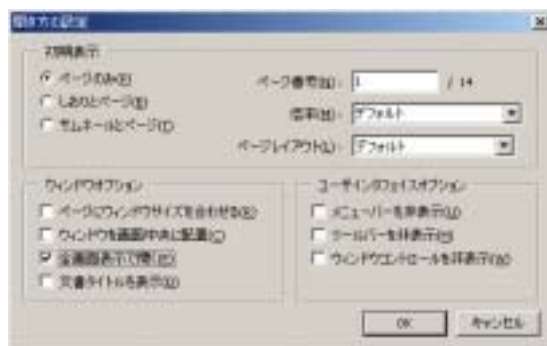 開き方の設定
初期表示
ページのみ(E)
しおりとページ(B)
サムネールとページ(T)
ページ番号(N): 1 / 14
倍率(M): デフォルト
ページレイアウト(L): デフォルト
ウィンドウオプション
ページにウィンドウサイズを合わせる(R)
ウィンドウを画面中央に配置(C)
全画面表示で開く
文書タイトルを表示(D)
ユーザインタフェイスオプション
メニューバーを非表示(U)
ツールバーを非表示(H)
ウィンドウコントロールを非表示(W)
OK キャンセル